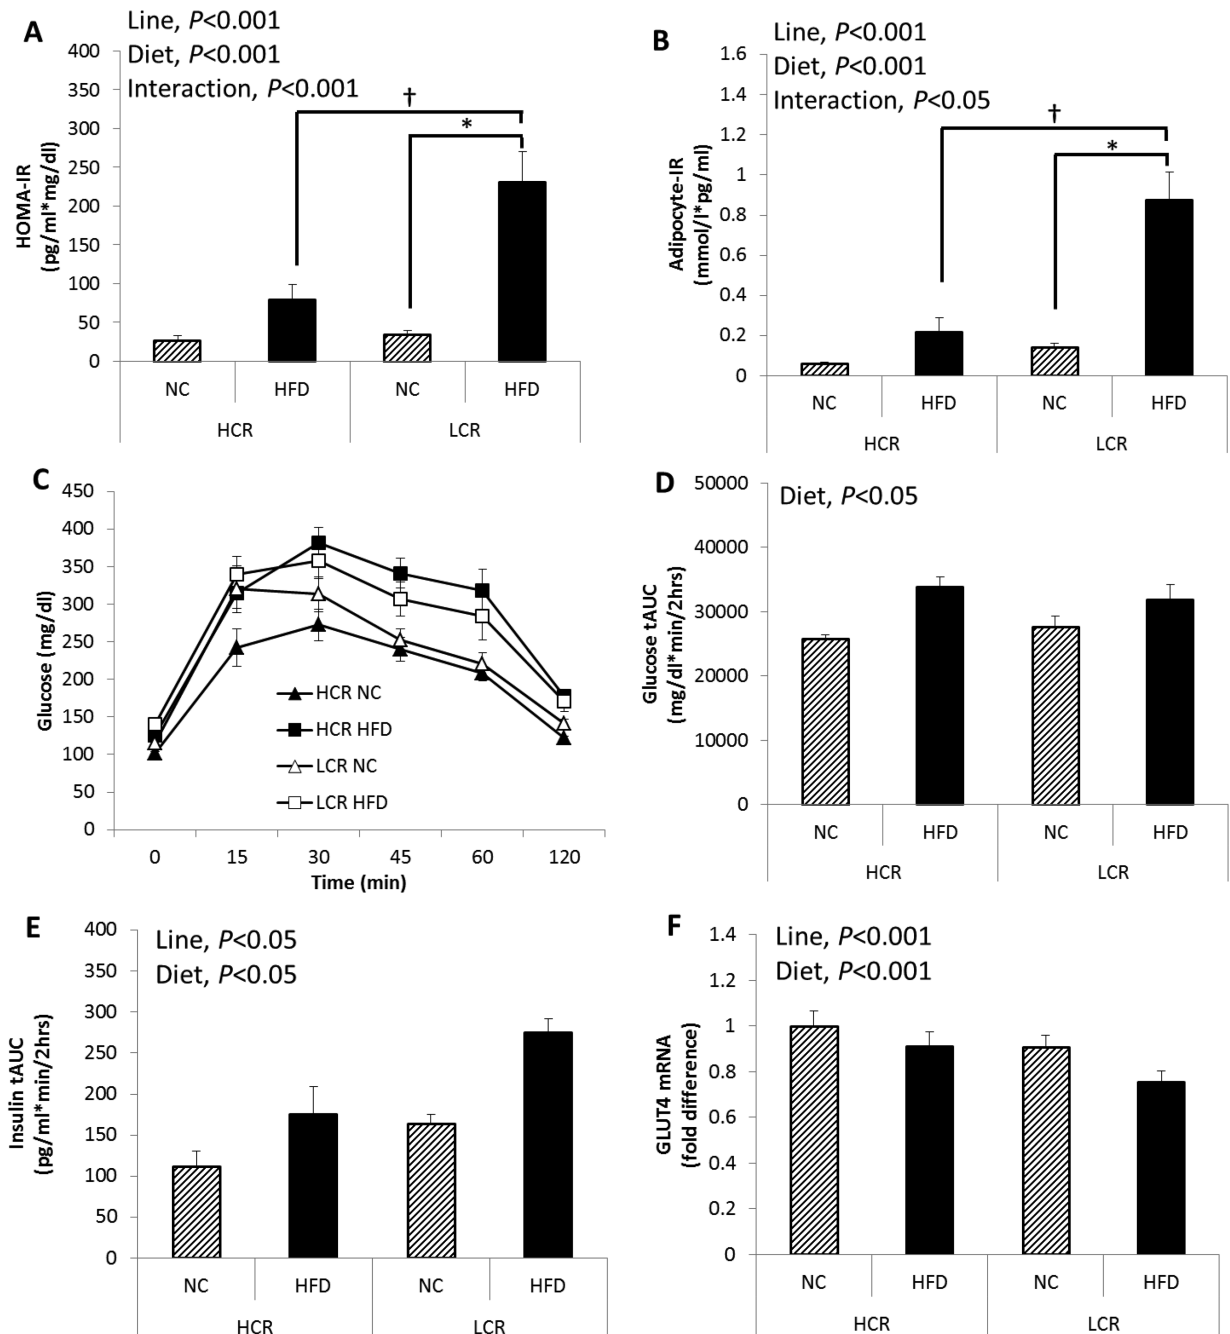 A
Line, P<0.001
Diet, P<0.001
Interaction, P<0.001
HOMA-IR
(pg/ml*mg/dl)
400
350
300
250
200
150
100
50
0
†
*
NC HFD NC HFD
HCR LCR
B
Line, P<0.001
Diet, P<0.001
Interaction, P<0.05
Adipocyte-IR
(mmol/l*pg/ml)
1.6
1.4
1.2
1
0.8
0.6
0.4
0.2
0
†
*
NC HFD NC HFD
HCR LCR
C
Glucose (mg/dl)
450
400
350
300
250
200
150
100
50
0
HCR NC
HCR HFD
LCR NC
LCR HFD
0 15 30 45 60 120
Time (min)
D
Diet, P<0.05
Glucose tAUC
(mg/dl*min/2hrs)
50000
40000
30000
20000
10000
0
NC HFD NC HFD
HCR LCR
E
Line, P<0.05
Diet, P<0.05
Insulin tAUC
(pg/ml*min/2hrs)
400
350
300
250
200
150
100
50
0
NC HFD NC HFD
HCR LCR
F
Line, P<0.001
Diet, P<0.001
GLUT4 mRNA
(fold difference)
1.4
1.2
1
0.8
0.6
0.4
0.2
0
NC HFD NC HFD
HCR LCR